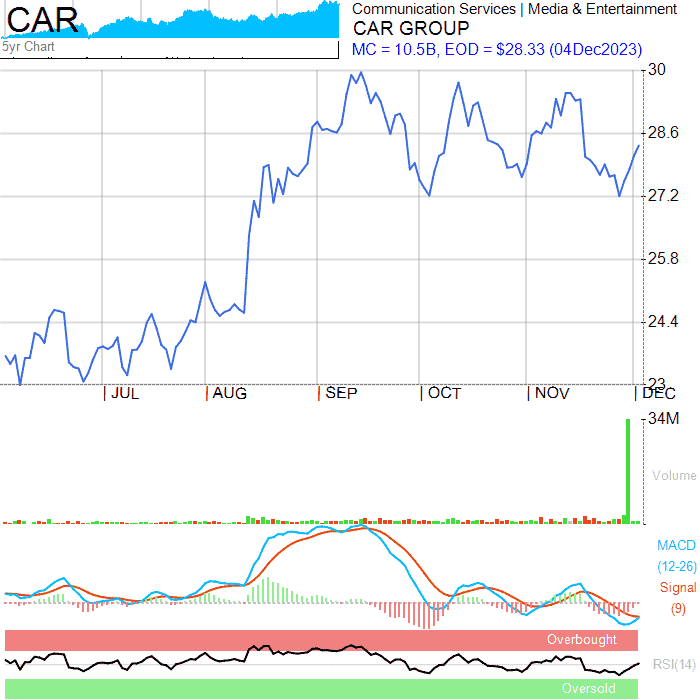 CAR
5yr Chart
Communication Services | Media & Entertainment
CAR GROUP
MC = 10.5B, EOD = $28.33 (04Dec2023)
30
28.6
27.2
25.8
24.4
23
JUL AUG SEP OCT NOV DEC
34M
Volume
MACD
(12-26)
Signal
(9)
Overbought
RSI(14)
Oversold